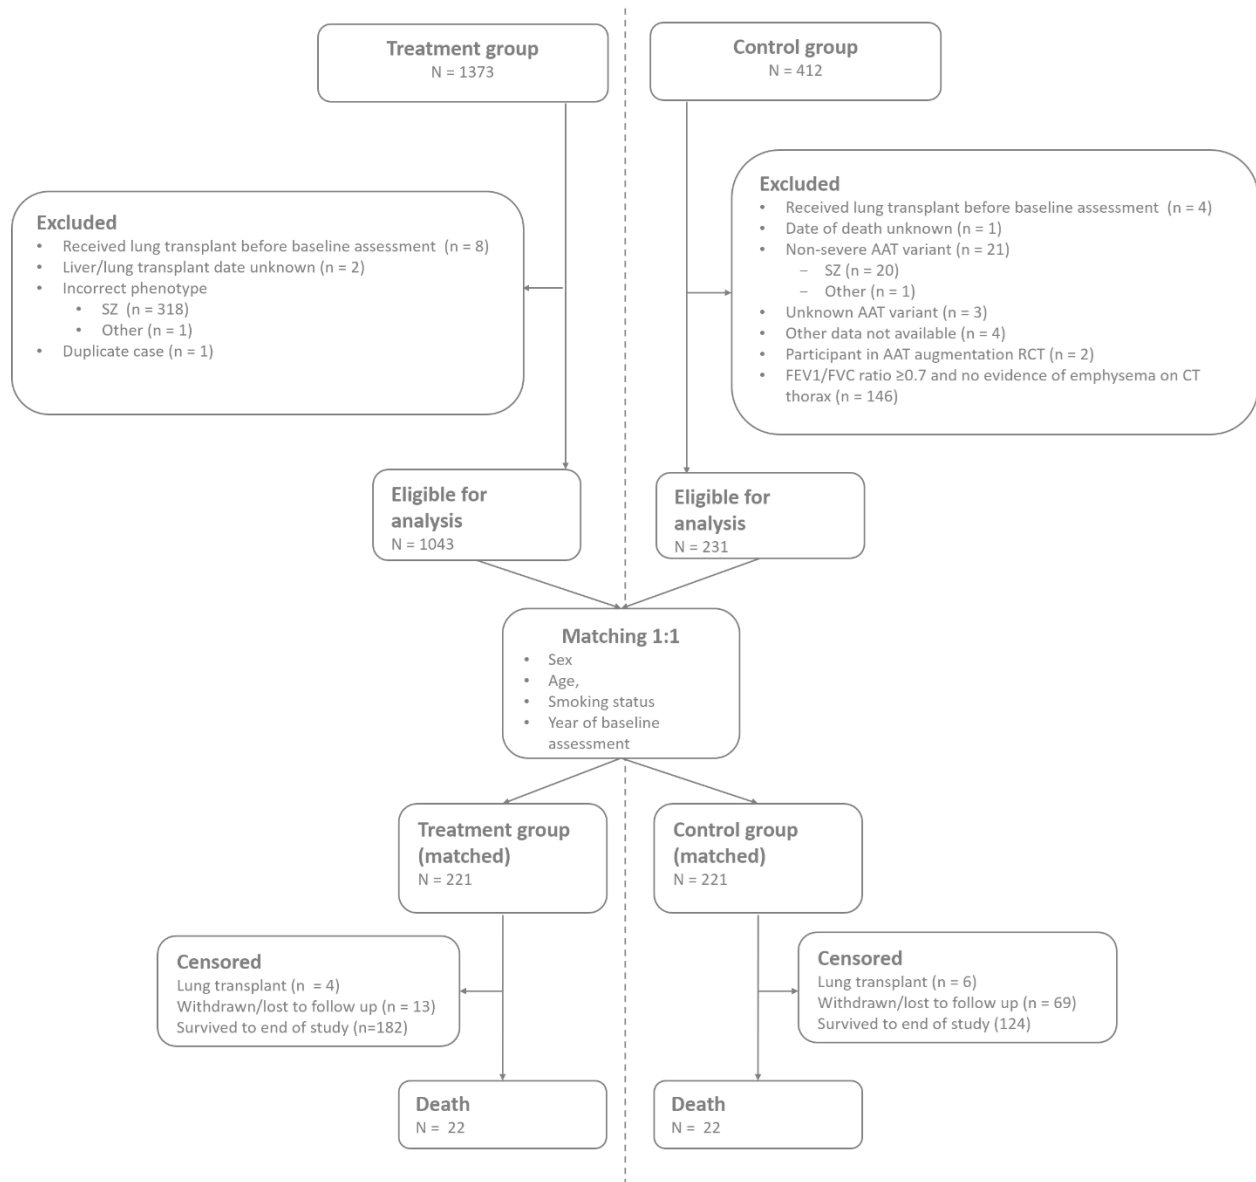 Treatment group
N = 1373
Control group
N = 412
Excluded
• Received lung transplant before baseline assessment (n = 8)
• Liver/lung transplant date unknown (n = 2)
• Incorrect phenotype
• SZ (n = 318)
• Other (n = 1)
• Duplicate case (n = 1)
Excluded
• Received lung transplant before baseline assessment (n = 4)
• Date of death unknown (n = 1)
• Non-severe AAT variant (n = 21)
– SZ (n = 20)
– Other (n = 1)
• Unknown AAT variant (n = 3)
• Other data not available (n = 4)
• Participant in AAT augmentation RCT (n = 2)
• FEV1/FVC ratio ≥0.7 and no evidence of emphysema on CT
thorax (n = 146)
Eligible for
analysis
N = 1043
Eligible for
analysis
N = 231
Matching 1:1
• Sex
• Age,
• Smoking status
• Year of baseline
assessment
Treatment group
(matched)
N = 221
Control group
(matched)
N = 221
Censored
Lung transplant (n = 4)
Withdrawn/lost to follow up (n = 13)
Survived to end of study (n=182)
Censored
Lung transplant (n = 6)
Withdrawn/lost to follow up (n = 69)
Survived to end of study (124)
Death
N = 22
Death
N = 22